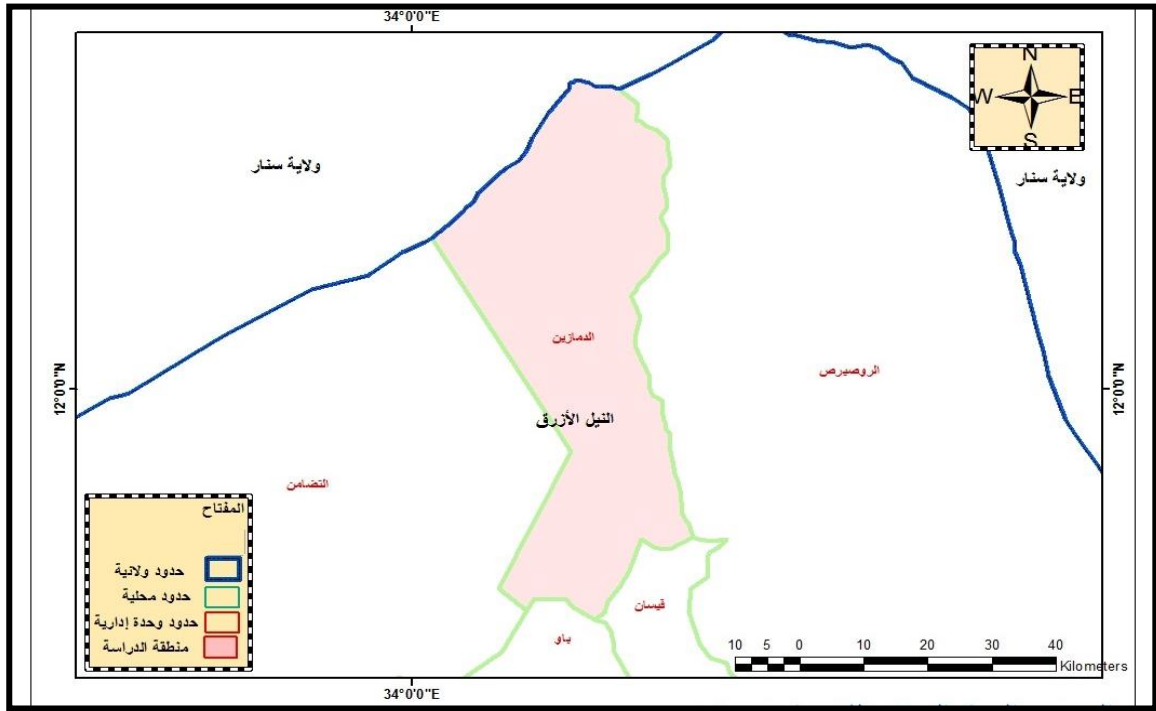 34°0'0"E
N
W E
S
ولاية سنار
ولاية سنار
الدمازين
الروصيرص
12°0'0"N
12°0'0"N
النيل الأزرق
التضامن
المفتاح
حدود ولائية
حدود محلية
حدود وحدة إدارية
منطقة الدراسة
قيسان
باو
10 5 0 10 20 30 40
Kilometers
34°0'0"E